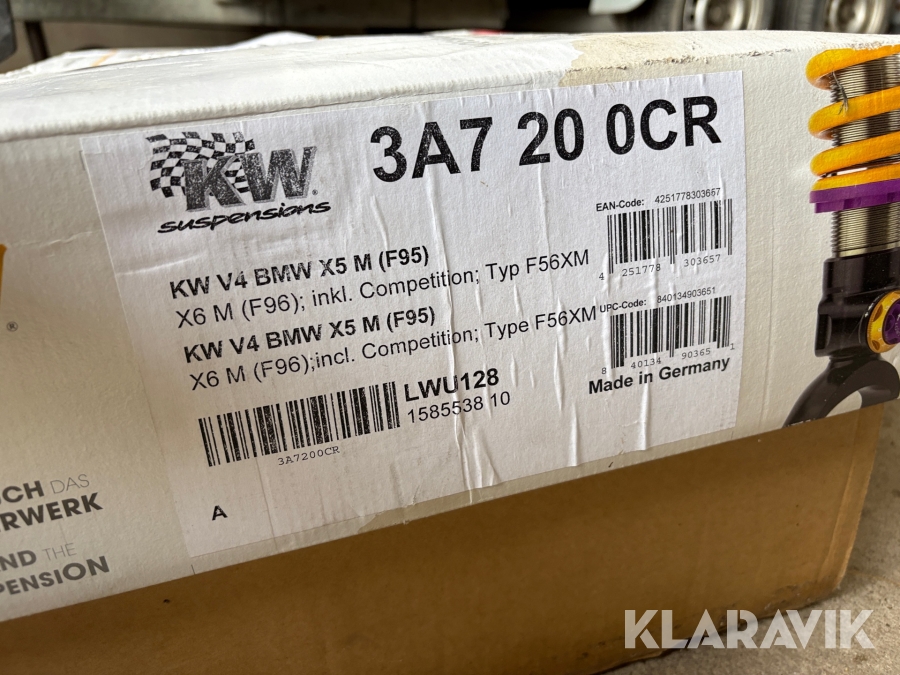 3A7 20 0CR
KW®
suspensions
EAN-Code: 4251778303667
4 251778 303657
KW V4 BMW X5 M (F95)
X6 M (F96); inkl. Competition; Typ F56XM
KW V4 BMW X5 M (F95)
X6 M (F96);incl. Competition; Type F56XM
UPC-Code: 840134903651
8 40134 90365 1
Made in Germany
LWU128
1585538 10
3A7200CR
A
®
UCH DAS
RWERK
ND THE
PENSION
KLARAVIK